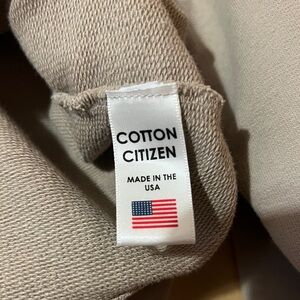 COTTON
CITIZEN
MADE IN THE
USA